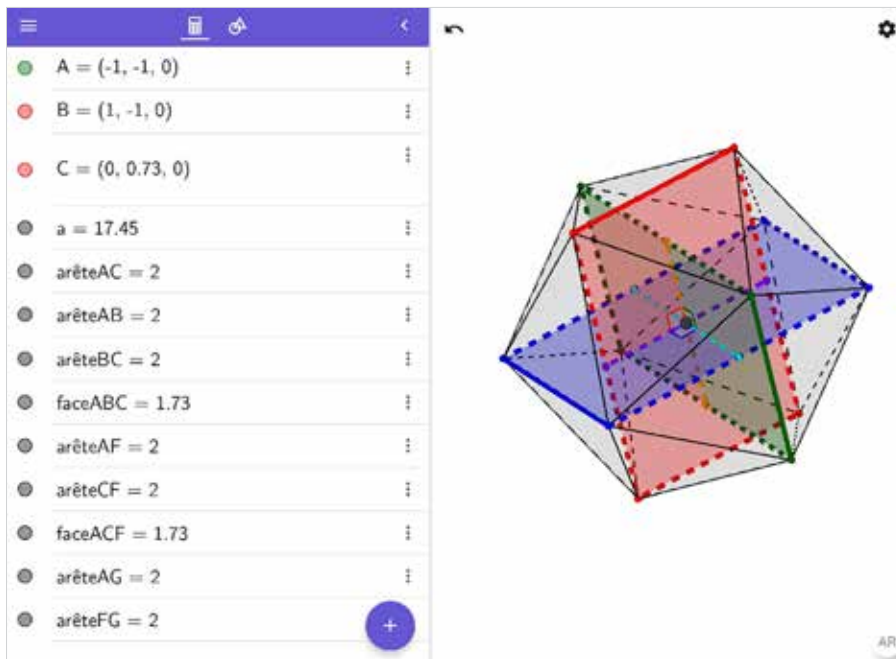 A = (-1, -1, 0)
B = (1, -1, 0)
C = (0, 0.73, 0)
a = 17.45
arêteAC = 2
arêteAB = 2
arêteBC = 2
faceABC = 1.73
arêteAF = 2
arêteCF = 2
faceACF = 1.73
arêteAG = 2
arêteFG = 2
+
AR